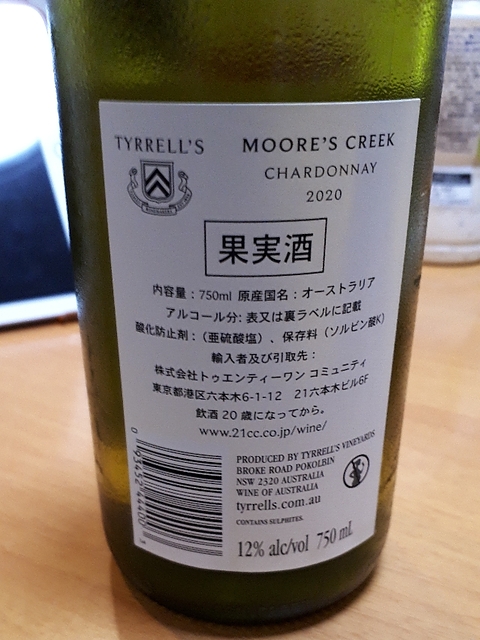 TYRRELL'S
MOORE'S CREEK
CHARDONNAY
2020
果実酒
内容量：750ml 原産国名：オーストラリア
アルコール分: 表又は裏ラベルに記載
酸化防止剤：（亜硫酸塩）、保存料（ソルビン酸K）
輸入者及び引取先：
株式会社トゥエンティーワン コミュニティ
東京都港区六本木6-1-12　21六本木ビル6F
飲酒 20 歳になってから。
www.21cc.co.jp/wine/
PRODUCED BY TYRRELL'S VINEYARDS
BROKE ROAD POKOLBIN
NSW 2320 AUSTRALIA
WINE OF AUSTRALIA
tyrrells.com.au
CONTAINS SULPHITES.
12% alc/vol 750 mL